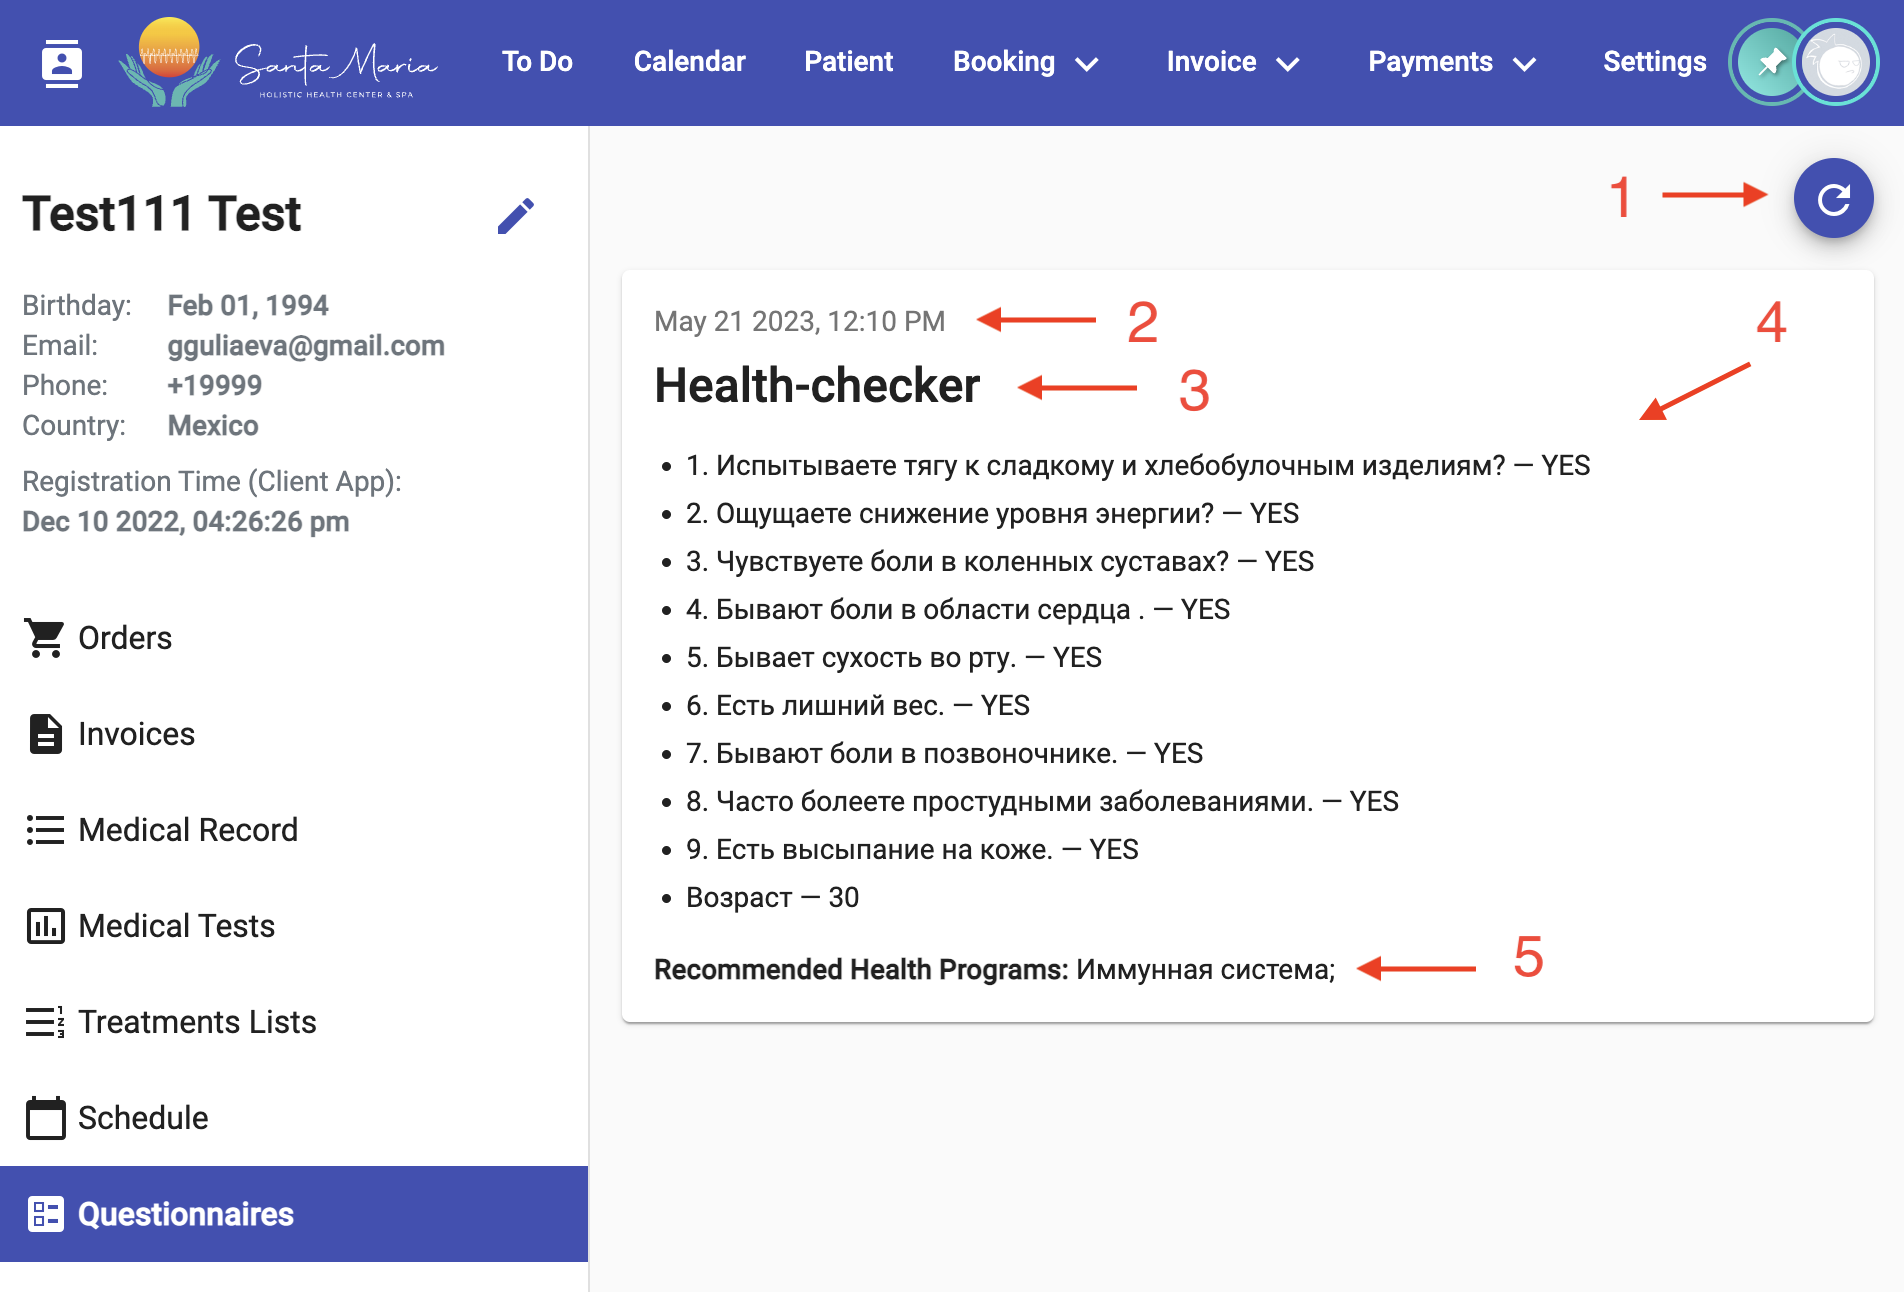 Santa Maria
HOLISTIC HEALTH CENTER & SPA
To Do
Calendar
Patient
Booking
Invoice
Payments
Settings
Test111 Test
Birthday: Feb 01, 1994
Email: gguliaeva@gmail.com
Phone: +19999
Country: Mexico
Registration Time (Client App):
Dec 10 2022, 04:26:26 pm
Orders
Invoices
Medical Record
Medical Tests
Treatments Lists
Schedule
Questionnaires
1
May 21 2023, 12:10 PM
2
4
Health-checker
3
1. Испытываете тягу к сладкому и хлебобулочным изделиям? — YES
2. Ощущаете снижение уровня энергии? — YES
3. Чувствуете боли в коленных суставах? — YES
4. Бывают боли в области сердца . — YES
5. Бывает сухость во рту. — YES
6. Есть лишний вес. — YES
7. Бывают боли в позвоночнике. — YES
8. Часто болеете простудными заболеваниями. — YES
9. Есть высыпание на коже. — YES
Возраст — 30
Recommended Health Programs: Иммунная система;
5